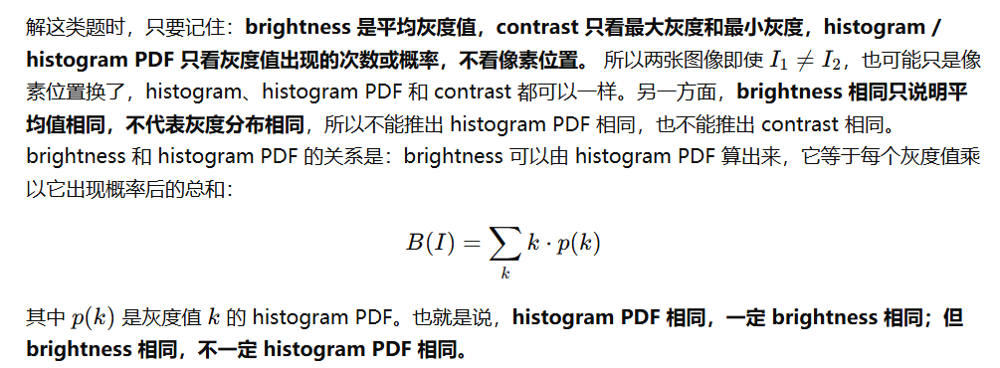 解这类题时，只要记住：brightness 是平均灰度值，contrast 只看最大灰度和最小灰度，histogram /
histogram PDF 只看灰度值出现的次数或概率，不看像素位置。 所以两张图像即使 I₁ ≠ I₂，也可能只是像
素位置换了，histogram、histogram PDF 和 contrast 都可以一样。另一方面，brightness 相同只说明平
均值相同，不代表灰度分布相同，所以不能推出 histogram PDF 相同，也不能推出 contrast 相同。
brightness 和 histogram PDF 的关系是：brightness 可以由 histogram PDF 算出来，它等于每个灰度值乘
以它出现概率后的总和：
B(I) = ∑ₖ k · p(k)
其中 p(k) 是灰度值 k 的 histogram PDF。也就是说，histogram PDF 相同，一定 brightness 相同；但
brightness 相同，不一定 histogram PDF 相同。